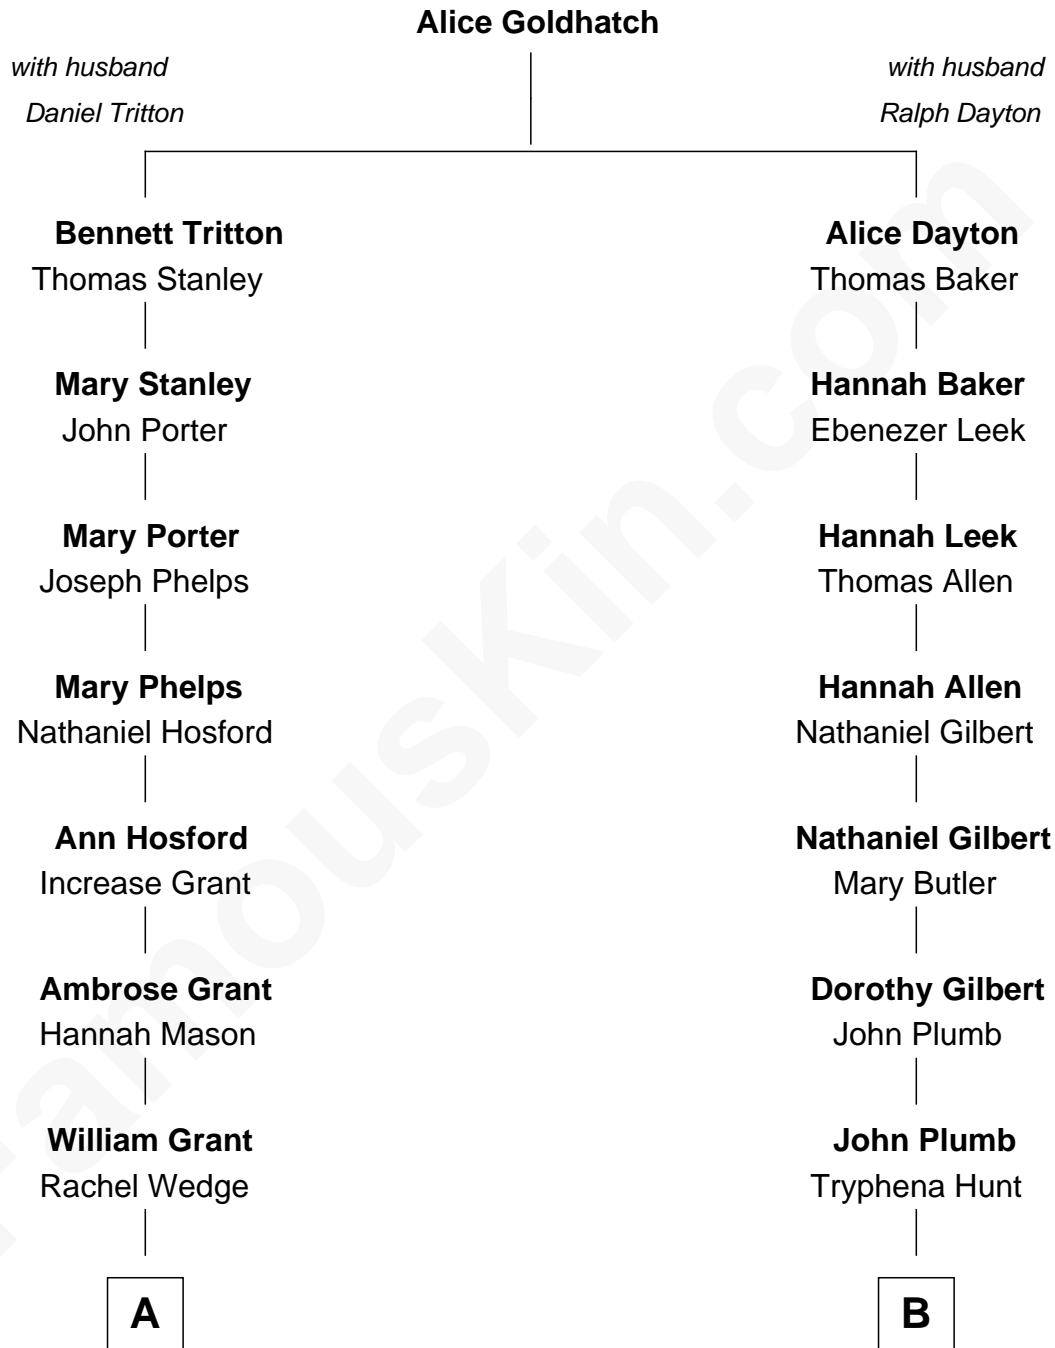 Alice Goldhatch
with husband
Daniel Tritton
with husband
Ralph Dayton
Bennett Tritton
Thomas Stanley
Alice Dayton
Thomas Baker
Mary Stanley
John Porter
Hannah Baker
Ebenezer Leek
Mary Porter
Joseph Phelps
Hannah Leek
Thomas Allen
Mary Phelps
Nathaniel Hosford
Hannah Allen
Nathaniel Gilbert
Ann Hosford
Increase Grant
Nathaniel Gilbert
Mary Butler
Ambrose Grant
Hannah Mason
Dorothy Gilbert
John Plumb
William Grant
Rachel Wedge
John Plumb
Tryphena Hunt
A
B
FamousKin.com